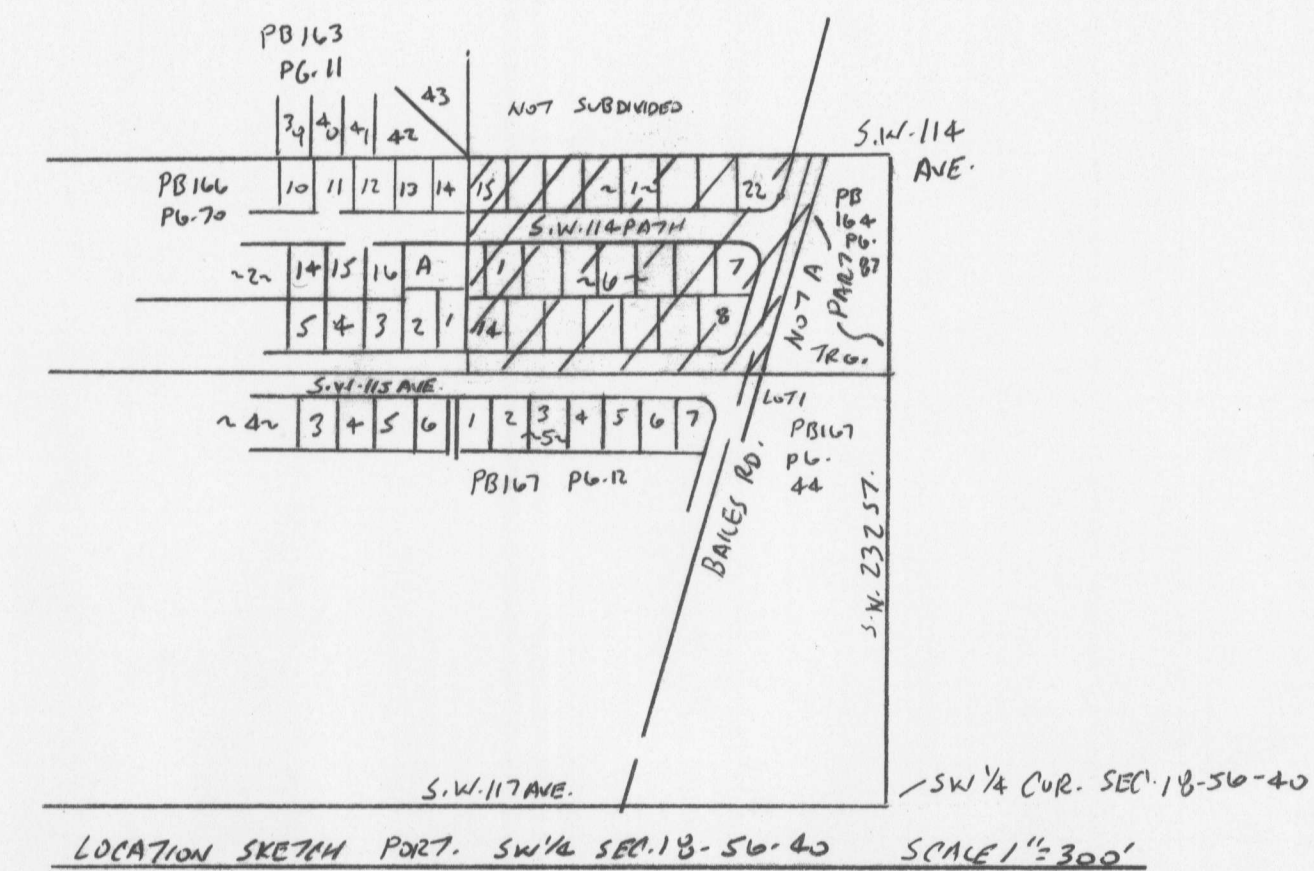 PB 163
PG. 11
39 40 41 42 43
NOT SUBDIVIDED
S.W. 114
AVE.
PB 166
PG. 70
10 11 12 13 14 15 ~1~ 22
S.W. 114 PATH
PB
164
PG.
87
NOT A
PART
TRG.
~2~ 14 15 16 A 1 ~6~ 7
5 4 3 2 1 14 8
S.W. 115 AVE.
LOT 1
~4~ 3 4 5 6 1 2 3 4 5 6 7
~5~
PB167 PG. 12
PB167
PG.
44
BAILES RD.
S.W. 232 ST.
S.W. 117 AVE.
SW 1/4 COR. SEC. 18-56-40
LOCATION SKETCH PORT. SW 1/4 SEC. 18-56-40 SCALE 1"=300'